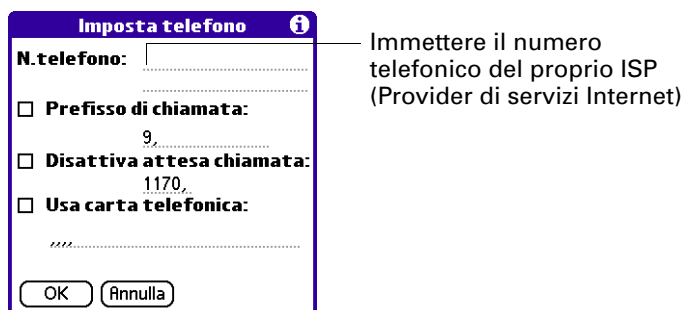 Imposta telefono
N.telefono:
Prefisso di chiamata:
9,
Disattiva attesa chiamata:
1170,
Usa carta telefonica:
,,,,
OK Annulla
Immettere il numero
telefonico del proprio ISP
(Provider di servizi Internet)